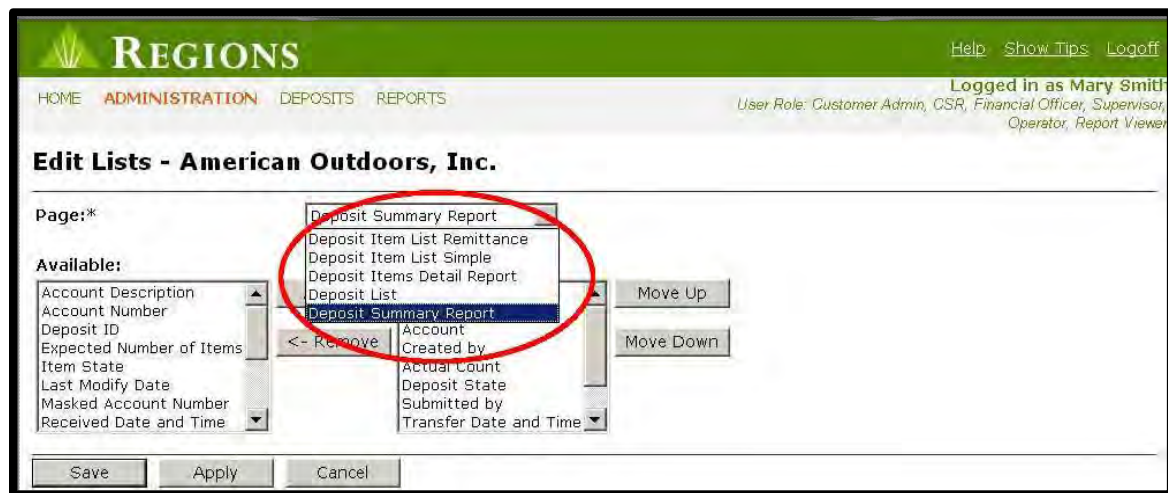 REGIONS
Help Show Tips Logoff
HOME ADMINISTRATION DEPOSITS REPORTS
Logged in as Mary Smith
User Role: Customer Admin, CSR, Financial Officer, Supervisor,
Operator, Report Viewer
Edit Lists - American Outdoors, Inc.
Page:*
Deposit Summary Report
Deposit Item List Remittance
Deposit Item List Simple
Deposit Items Detail Report
Deposit List
Deposit Summary Report
Available:
Account Description
Account Number
Deposit ID
Expected Number of Items
Item State
Last Modify Date
Masked Account Number
Received Date and Time
<- Remove
Account
Created by
Actual Count
Deposit State
Submitted by
Transfer Date and Time
Move Up
Move Down
Save Apply Cancel